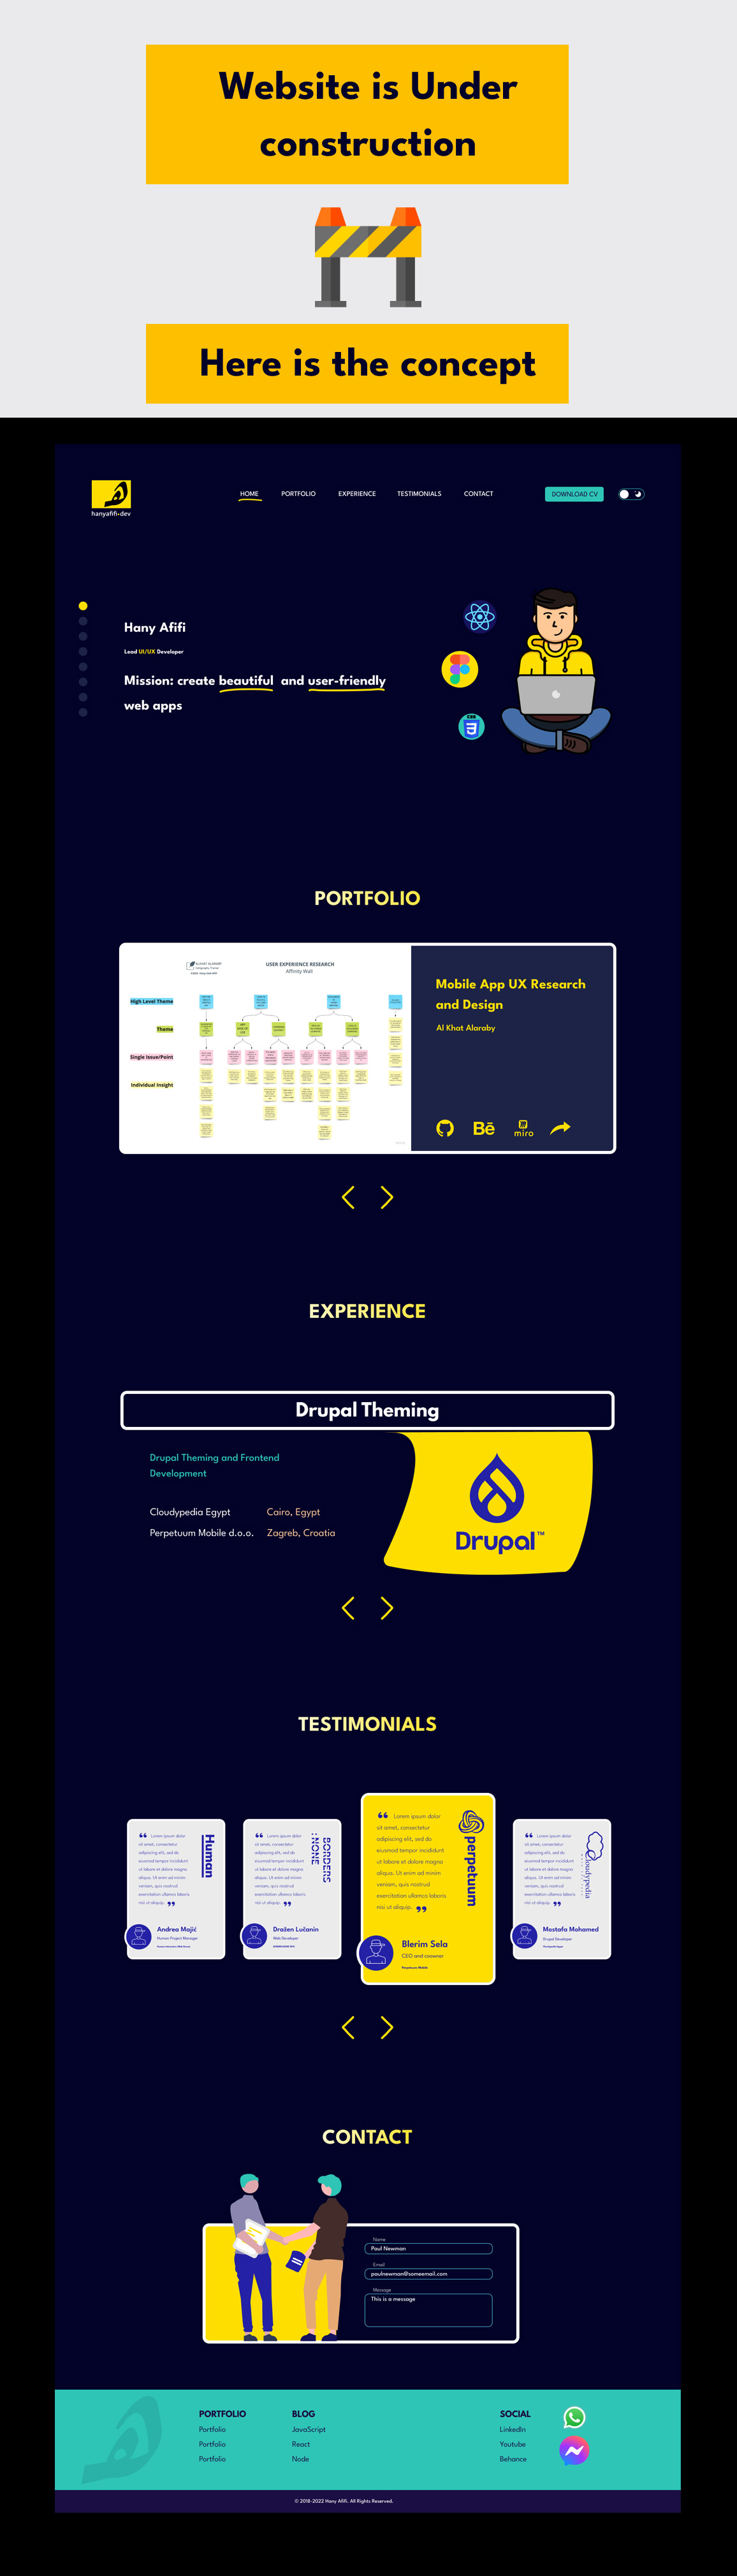 Website is Under
construction
Here is the concept
hanyafifi-dev
HOME PORTFOLIO EXPERIENCE TESTIMONIALS CONTACT DOWNLOAD CV
Hany Afifi
Lead UI/UX Developer
Mission: create beautiful and user-friendly
web apps
PORTFOLIO
ALKHAT ALARABY
USER EXPERIENCE RESEARCH
Affinity Wall
High Level Theme
Theme
Single Issue/Point
Individual Insight
Mobile App UX Research
and Design
Al Khat Alaraby
Bē
miro
EXPERIENCE
Drupal Theming
Drupal Theming and Frontend
Development
Cloudypedia Egypt Cairo, Egypt
Perpetuum Mobile d.o.o. Zagreb, Croatia
Drupal™
TESTIMONIALS
❝ Lorem ipsum dolor
sit amet, consectetur
adipiscing elit, sed do
eiusmod tempor incididunt
ut labore et dolore magna
aliqua. Ut enim ad minim
veniam, quis nostrud
exercitation ullamco laboris
nisi ut aliquip. ❞
Human
Andrea Majić
Human Project Manager
❝ Lorem ipsum dolor
sit amet, consectetur
adipiscing elit, sed do
eiusmod tempor incididunt
ut labore et dolore magna
aliqua. Ut enim ad minim
veniam, quis nostrud
exercitation ullamco laboris
nisi ut aliquip. ❞
BORDERS
:NONE
Dražen Lučanin
Web Developer
❝ Lorem ipsum dolor
sit amet, consectetur
adipiscing elit, sed do
eiusmod tempor incididunt
ut labore et dolore magna
aliqua. Ut enim ad minim
veniam, quis nostrud
exercitation ullamco laboris
nisi ut aliquip. ❞
perpetuum
Blerim Sela
CEO and coowner
Perpetuum Mobile
❝ Lorem ipsum dolor
sit amet, consectetur
adipiscing elit, sed do
eiusmod tempor incididunt
ut labore et dolore magna
aliqua. Ut enim ad minim
veniam, quis nostrud
exercitation ullamco laboris
nisi ut aliquip. ❞
cloudypedia
Mostafa Mohamed
Drupal Developer
CONTACT
Name
Paul Newman
Email
paulnewman@someemail.com
Message
This is a message
PORTFOLIO
Portfolio
Portfolio
Portfolio
BLOG
JavaScript
React
Node
SOCIAL
LinkedIn
Youtube
Behance
© 2018-2022 Hany Afifi. All Rights Reserved.